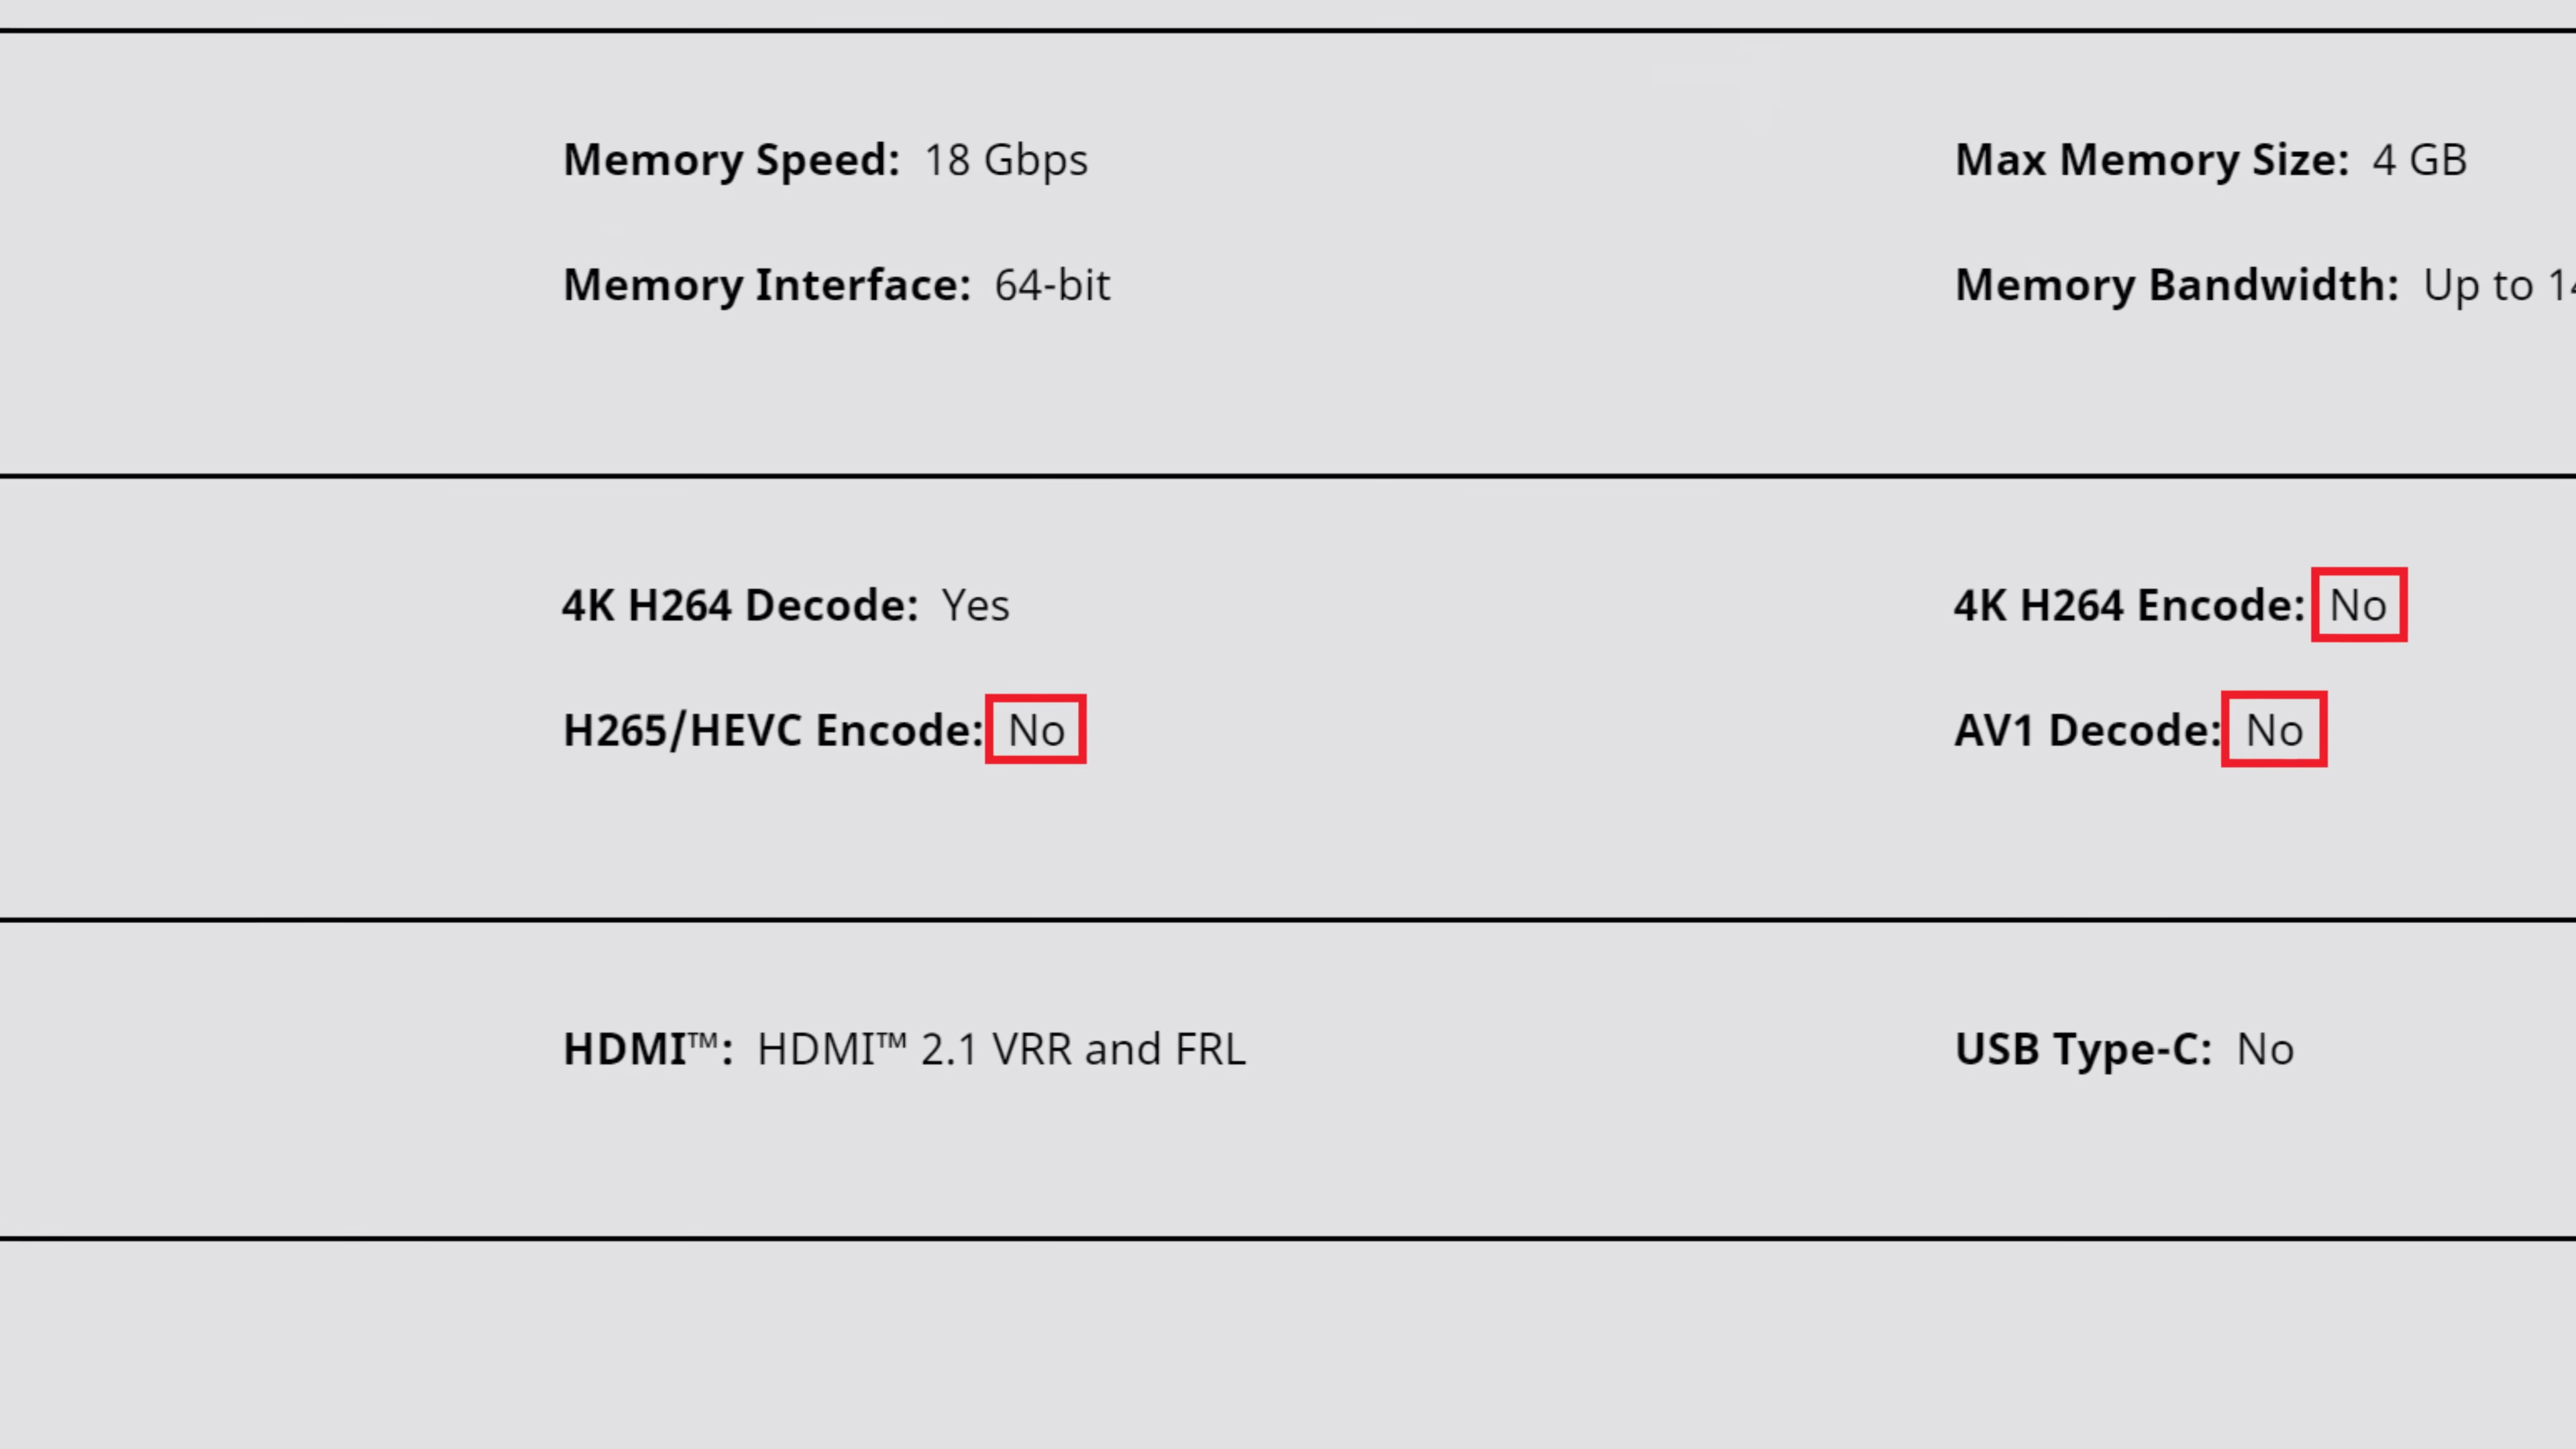 Memory Speed: 18 Gbps Max Memory Size: 4 GB
Memory Interface: 64-bit Memory Bandwidth: Up to
4K H264 Decode: Yes 4K H264 Encode: No
H265/HEVC Encode: No AV1 Decode: No
HDMI™: HDMI™ 2.1 VRR and FRL USB Type-C: No